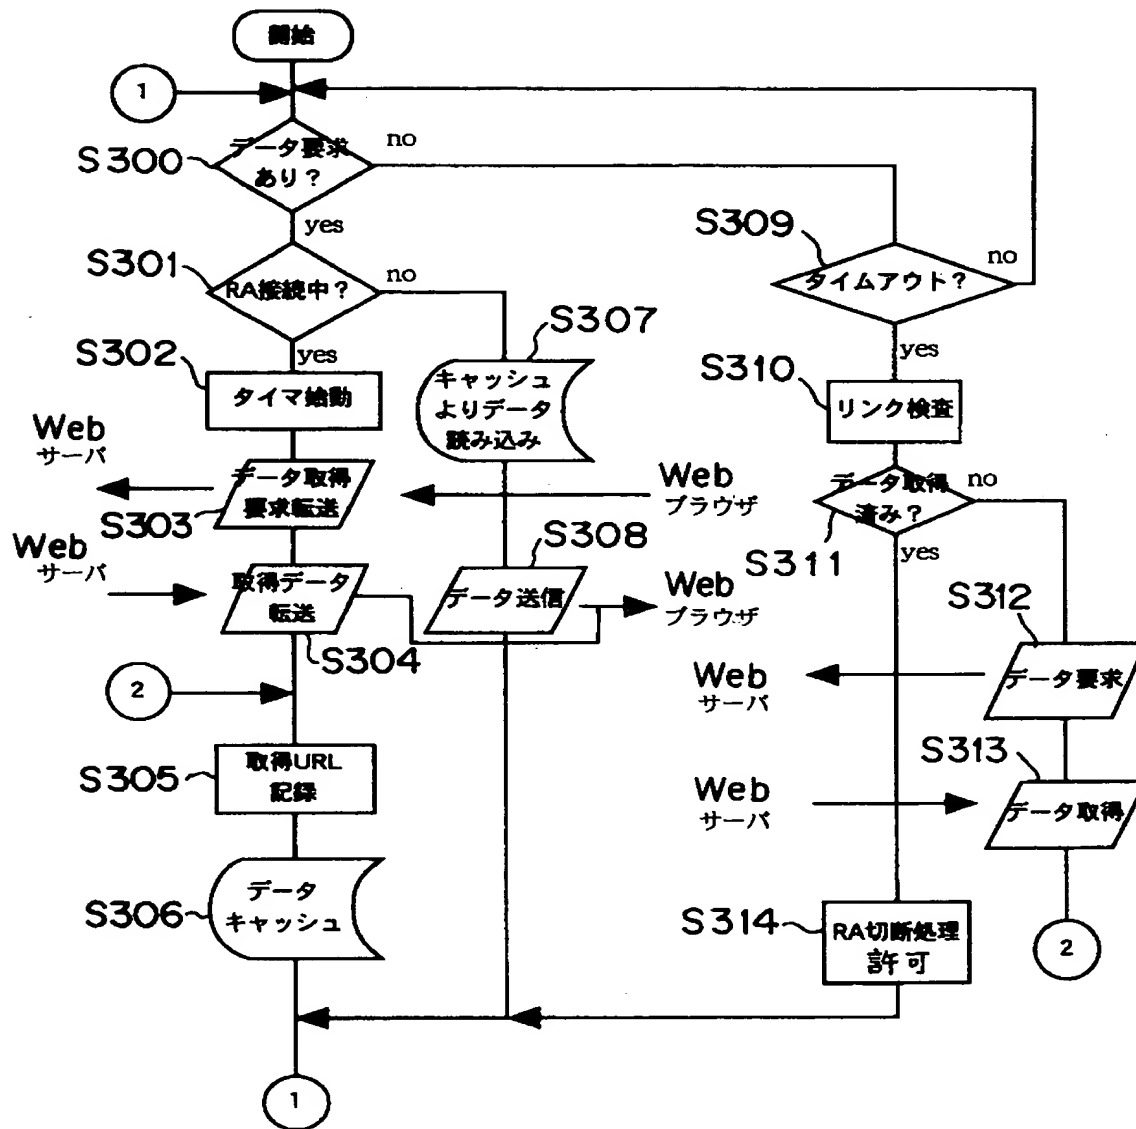 開始
1
S300
データ要求
あり?
no
yes
S301
RA接続中?
no
yes
S302
タイマ始動
Web
サーバ
データ取得
要求転送
S303
Web
サーバ
取得データ
転送
S304
2
S305
取得URL
記録
S306
データ
キャッシュ
1
S307
キャッシュ
よりデータ
読み込み
Web
ブラウザ
S308
データ送信
Web
ブラウザ
S309
タイムアウト?
no
yes
S310
リンク検査
データ取得
済み?
no
yes
S311
S312
データ要求
Web
サーバ
S313
データ取得
Web
サーバ
2
S314
RA切断処理
許可